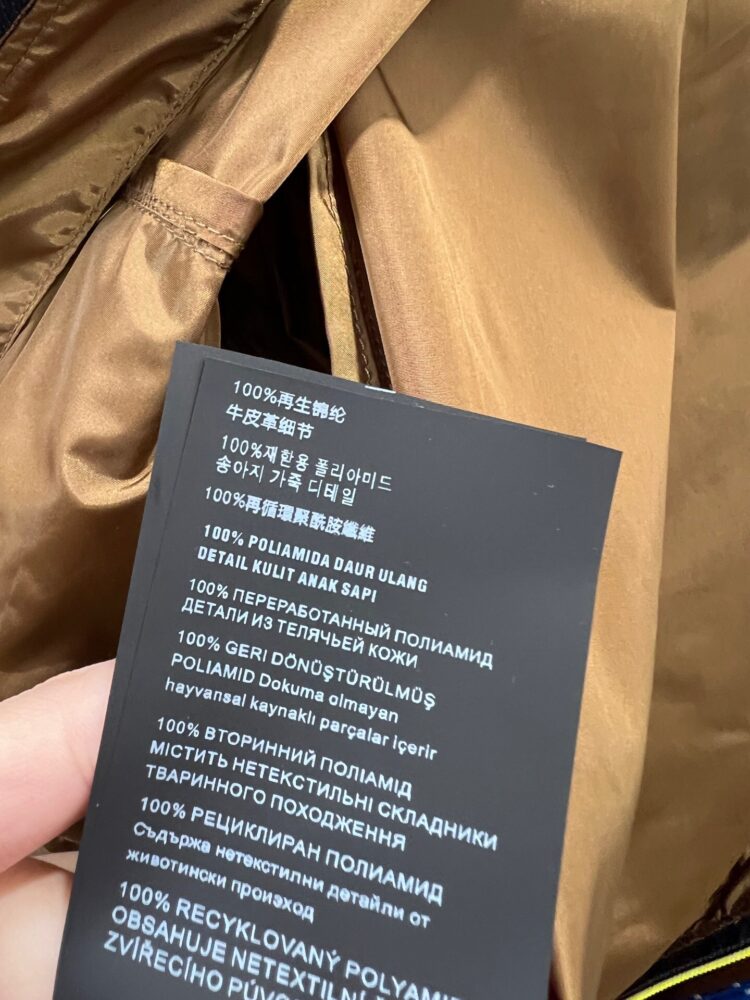 100%再生锦纶
牛皮革细节
100%재한용 폴리아미드
송아지 가죽 디테일
100%再循環聚酰胺纖維
100% POLIAMIDA DAUR ULANG
DETAIL KULIT ANAK SAPI
100% ПЕРЕРАБОТАННЫЙ ПОЛИАМИД
ДЕТАЛИ ИЗ ТЕЛЯЧЬЕЙ КОЖИ
100% GERİ DÖNÜŞTÜRÜLMÜŞ
POLIAMID Dokuma olmayan
hayvansal kaynaklı parçalar içerir
100% ВТОРИННИЙ ПОЛІАМІД
МІСТИТЬ НЕТЕКСТИЛЬНІ СКЛАДНИКИ
ТВАРИННОГО ПОХОДЖЕННЯ
100% РЕЦИКЛИРАН ПОЛИАМИД
Съдържа нетекстилни детайли от
животински произход
100% RECYKLOVANÝ
OBSAHUJE NETEXTILNÍ
ZVÍŘECÍHO